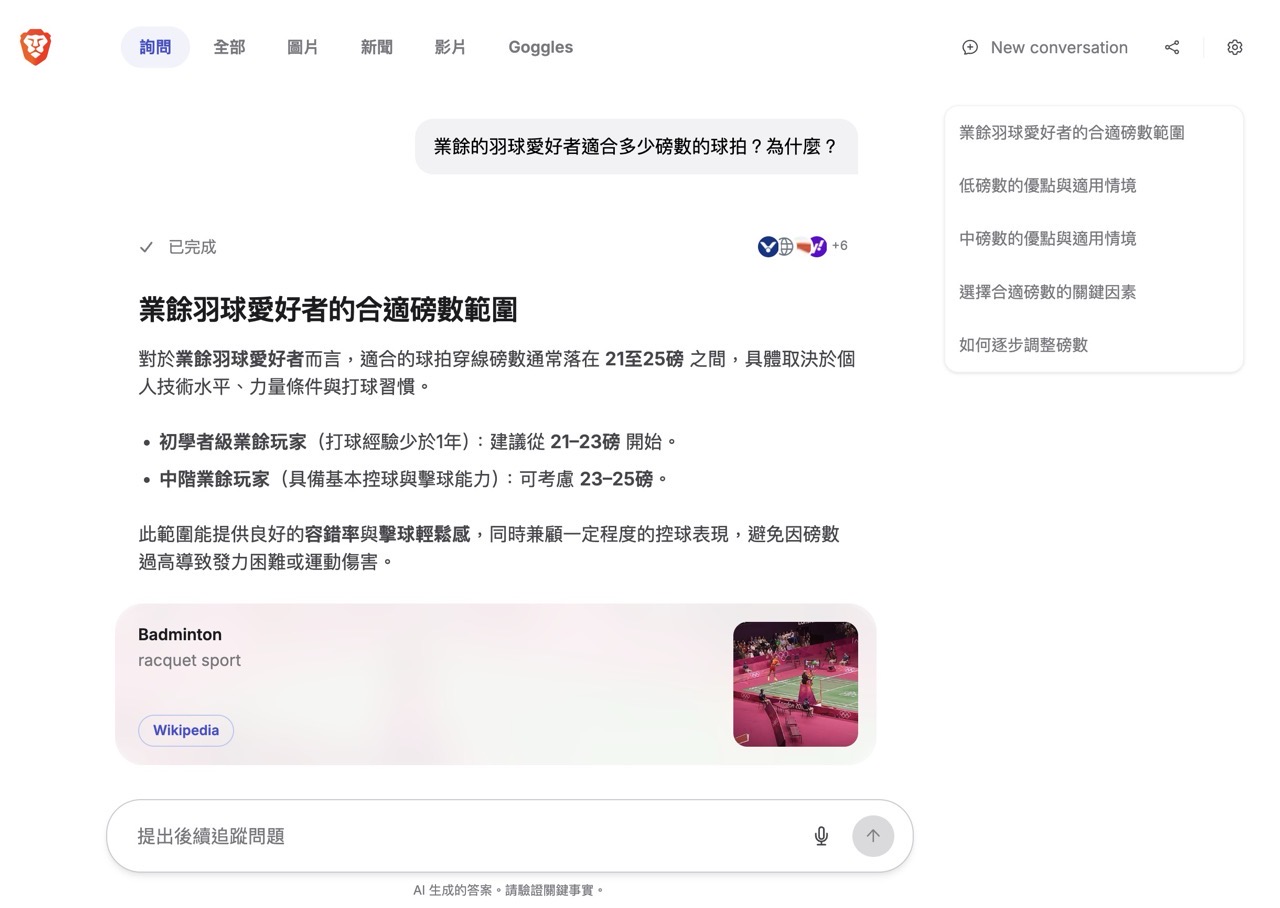 詢問 全部 圖片 新聞 影片 Goggles New conversation
業餘的羽球愛好者適合多少磅數的球拍？為什麼？
已完成 +6
業餘羽球愛好者的合適磅數範圍
對於業餘羽球愛好者而言，適合的球拍穿線磅數通常落在 21至25磅 之間，具體取決於個
人技術水平、力量條件與打球習慣。
• 初學者級業餘玩家（打球經驗少於1年）：建議從 21–23磅 開始。
• 中階業餘玩家（具備基本控球與擊球能力）：可考慮 23–25磅。
此範圍能提供良好的容錯率與擊球輕鬆感，同時兼顧一定程度的控球表現，避免因磅數
過高導致發力困難或運動傷害。
Badminton
racquet sport
Wikipedia
提出後續追蹤問題
AI 生成的答案。請驗證關鍵事實。
業餘羽球愛好者的合適磅數範圍
低磅數的優點與適用情境
中磅數的優點與適用情境
選擇合適磅數的關鍵因素
如何逐步調整磅數